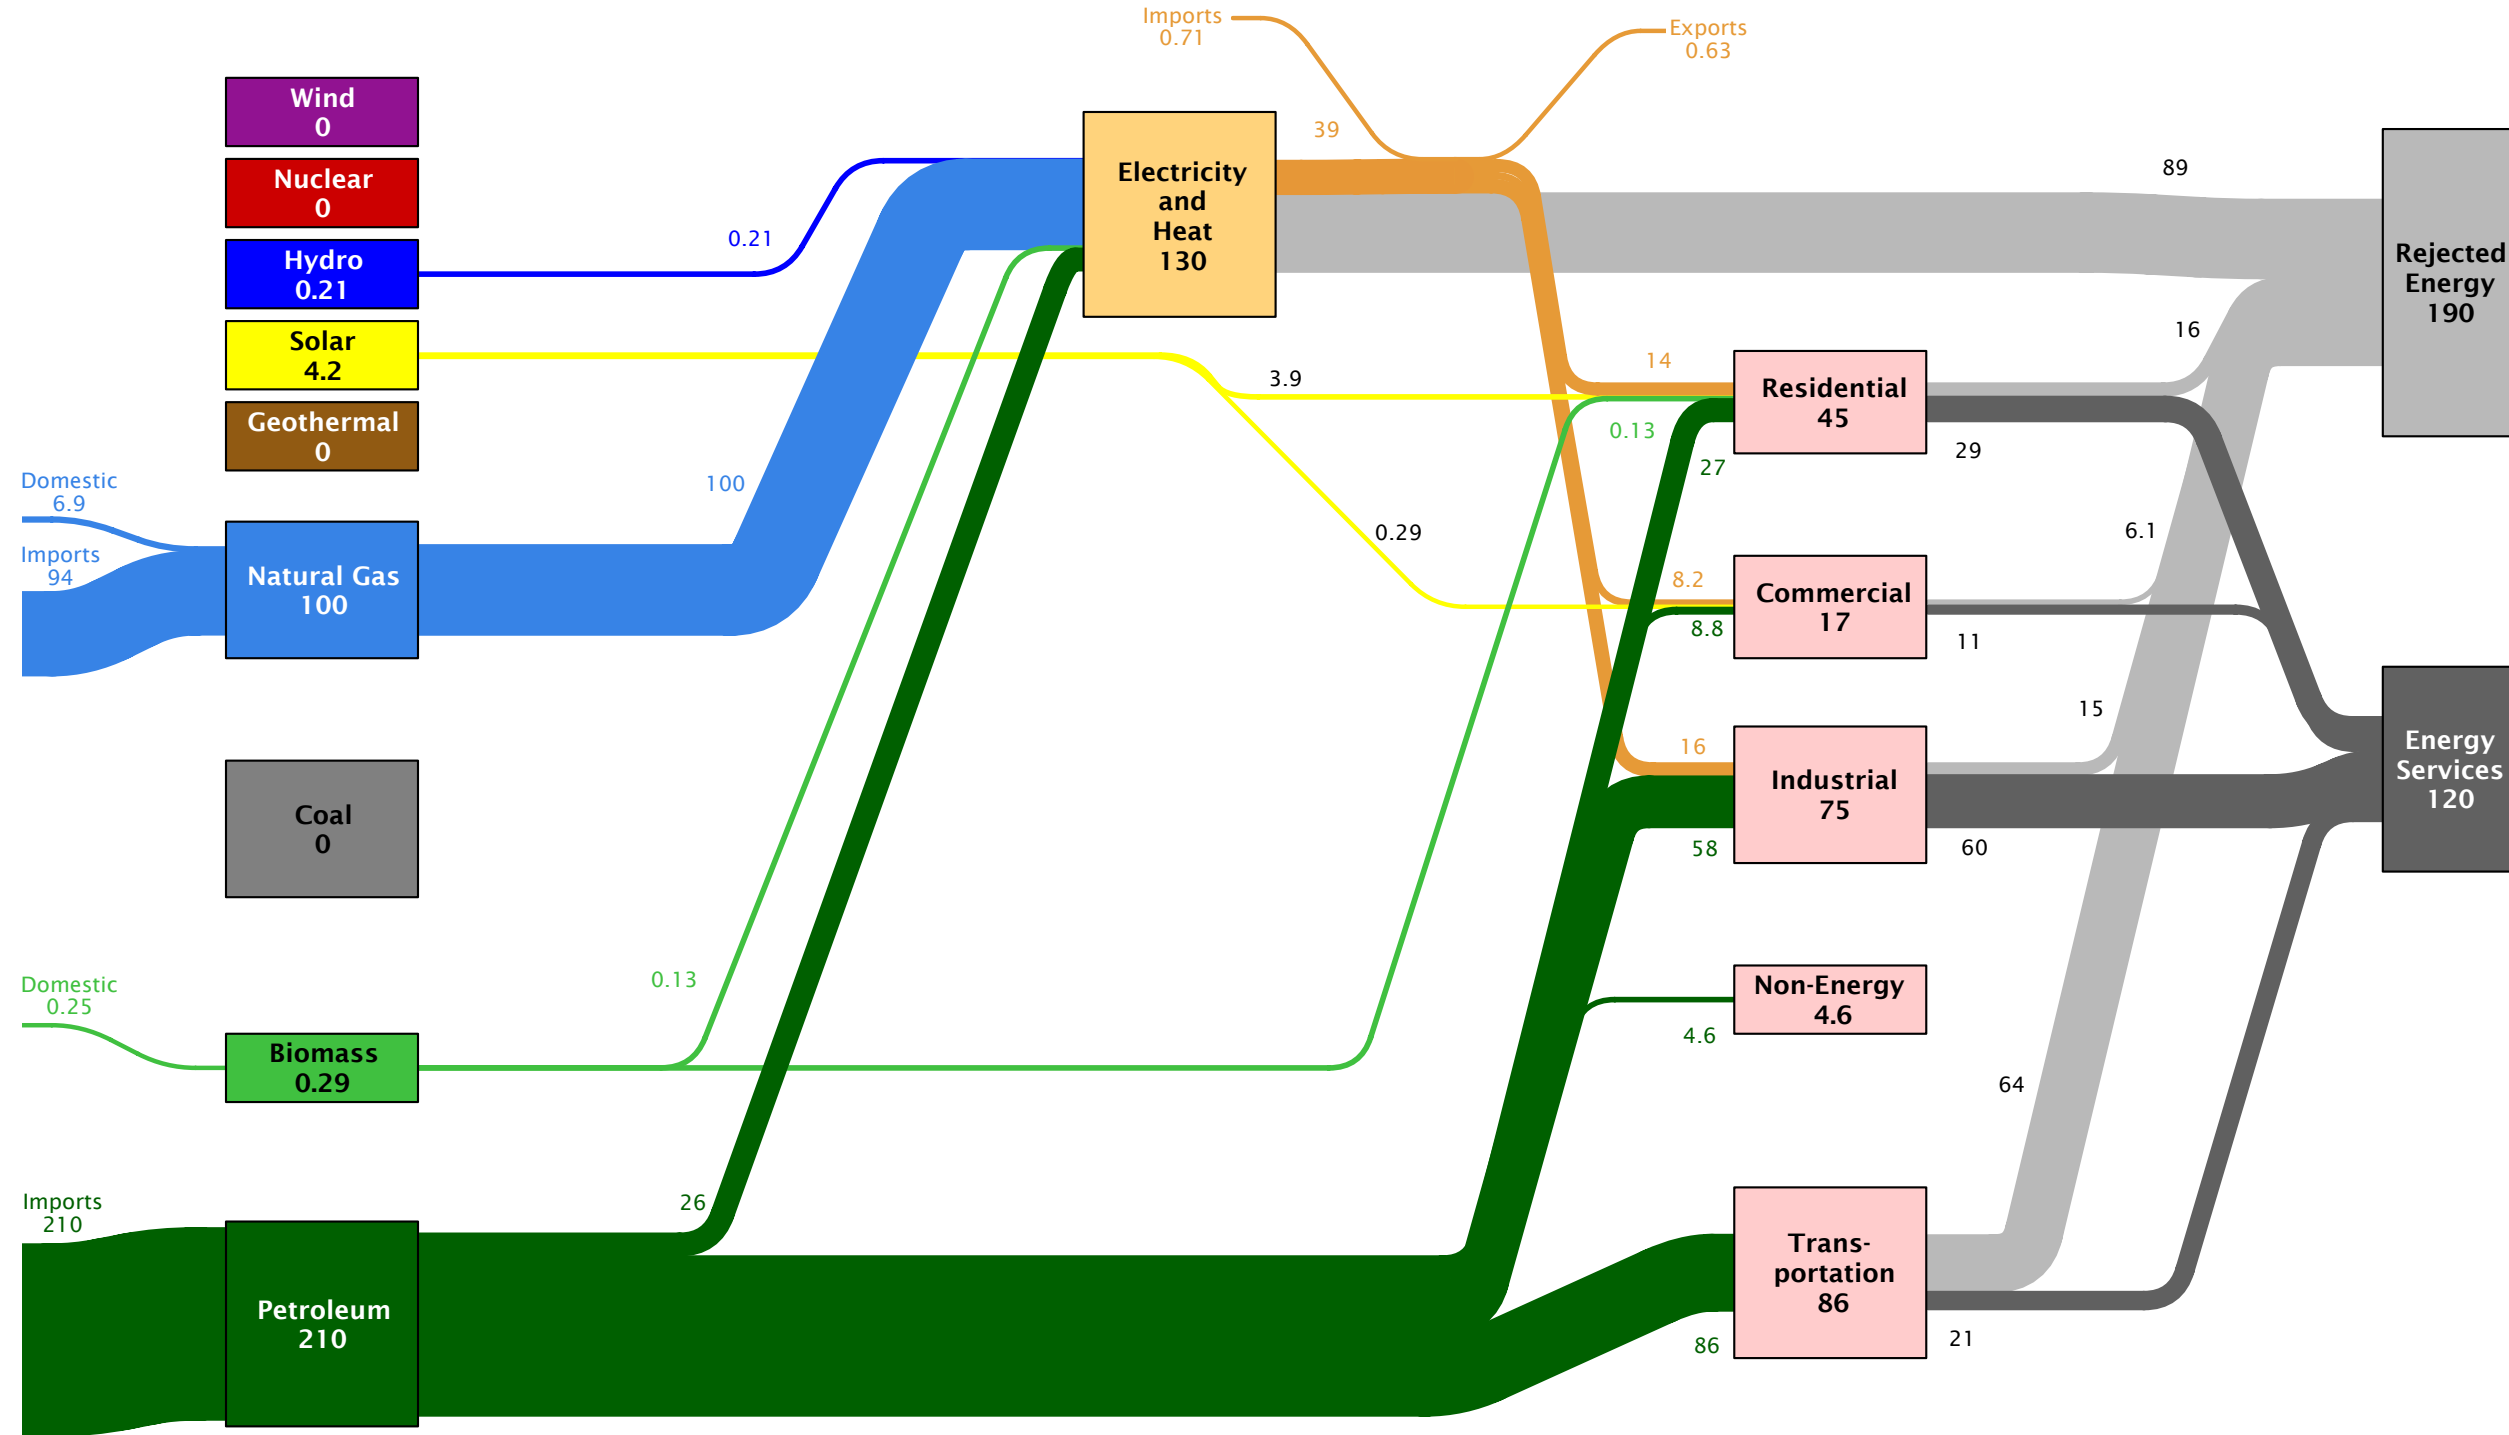 Imports
0.71
Exports
0.63
Wind
0
Nuclear
0
Hydro
0.21
Solar
4.2
Geothermal
0
Domestic
6.9
Imports
94
Natural Gas
100
Coal
0
Domestic
0.25
Biomass
0.29
Imports
210
Petroleum
210
0.21
100
0.13
26
Electricity
and
Heat
130
39
3.9
0.29
14
0.13
27
8.2
8.8
16
58
4.6
86
Residential
45
Commercial
17
Industrial
75
Non-Energy
4.6
Trans-
portation
86
89
16
29
6.1
11
15
60
64
21
Rejected
Energy
190
Energy
Services
120